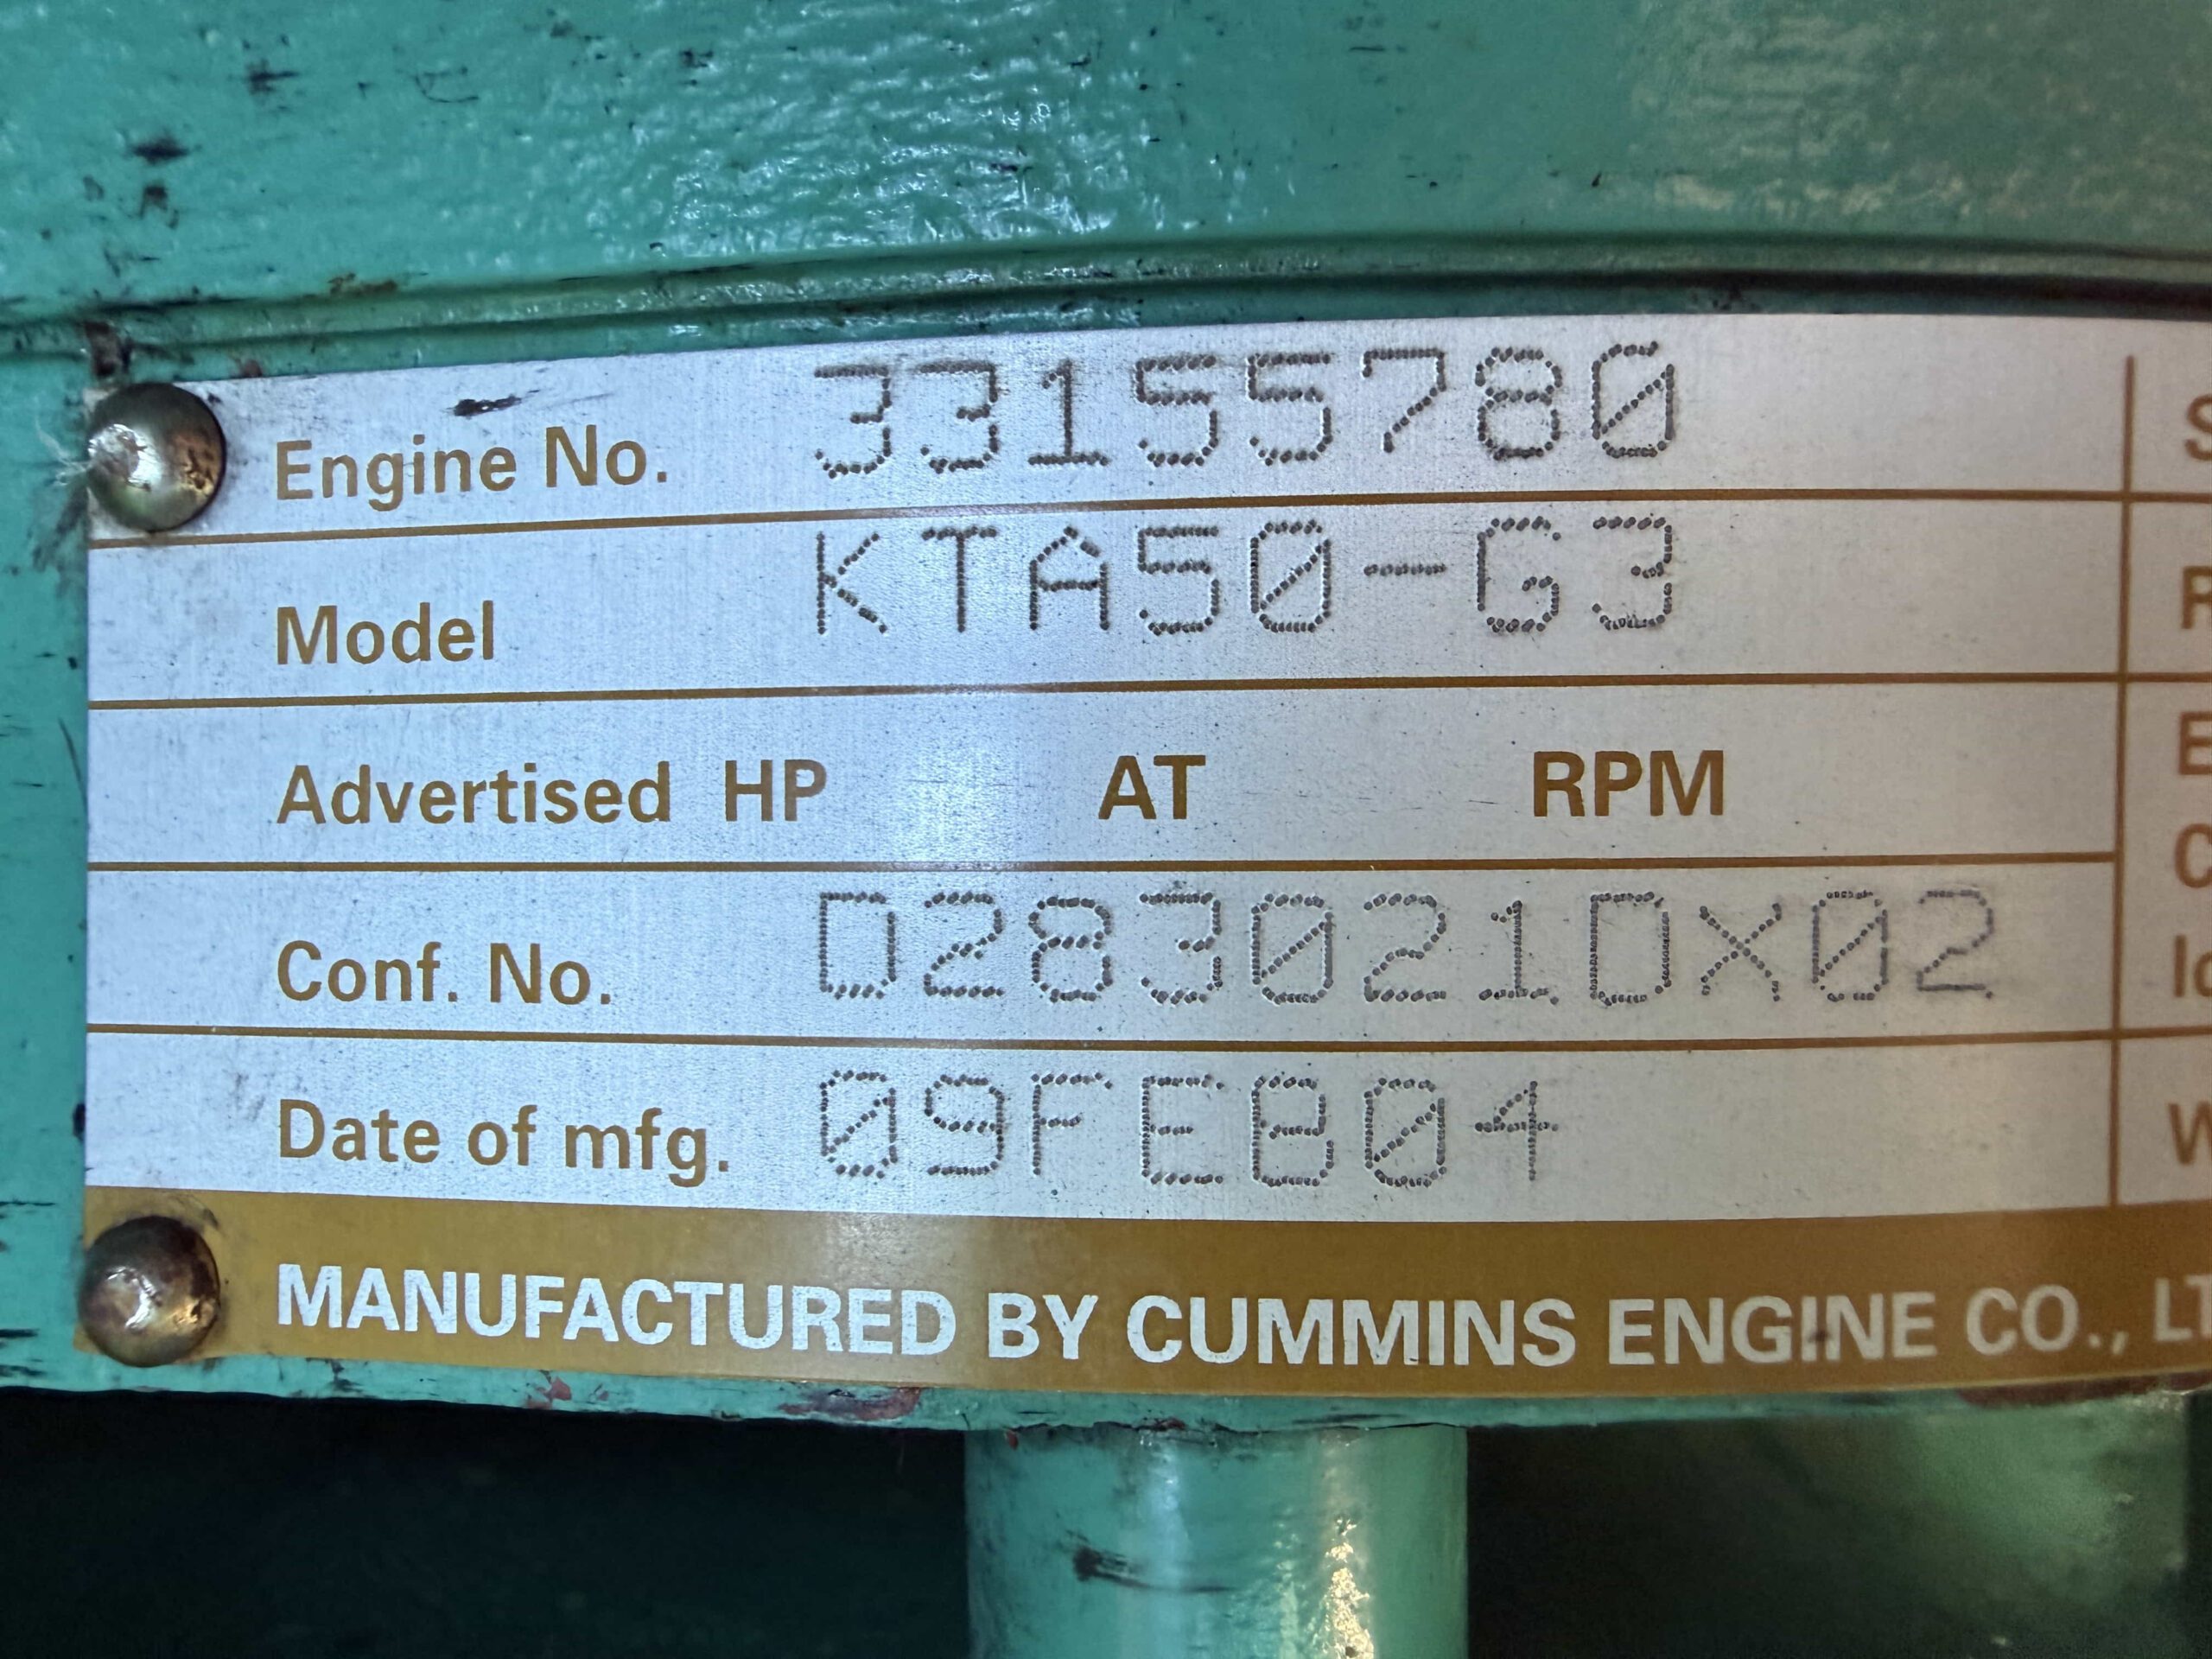 Engine No. 33155780
Model KTA50-G3
Advertised HP AT RPM
Conf. No. D283021DX02
Date of mfg. 09FEB04
MANUFACTURED BY CUMMINS ENGINE CO.,